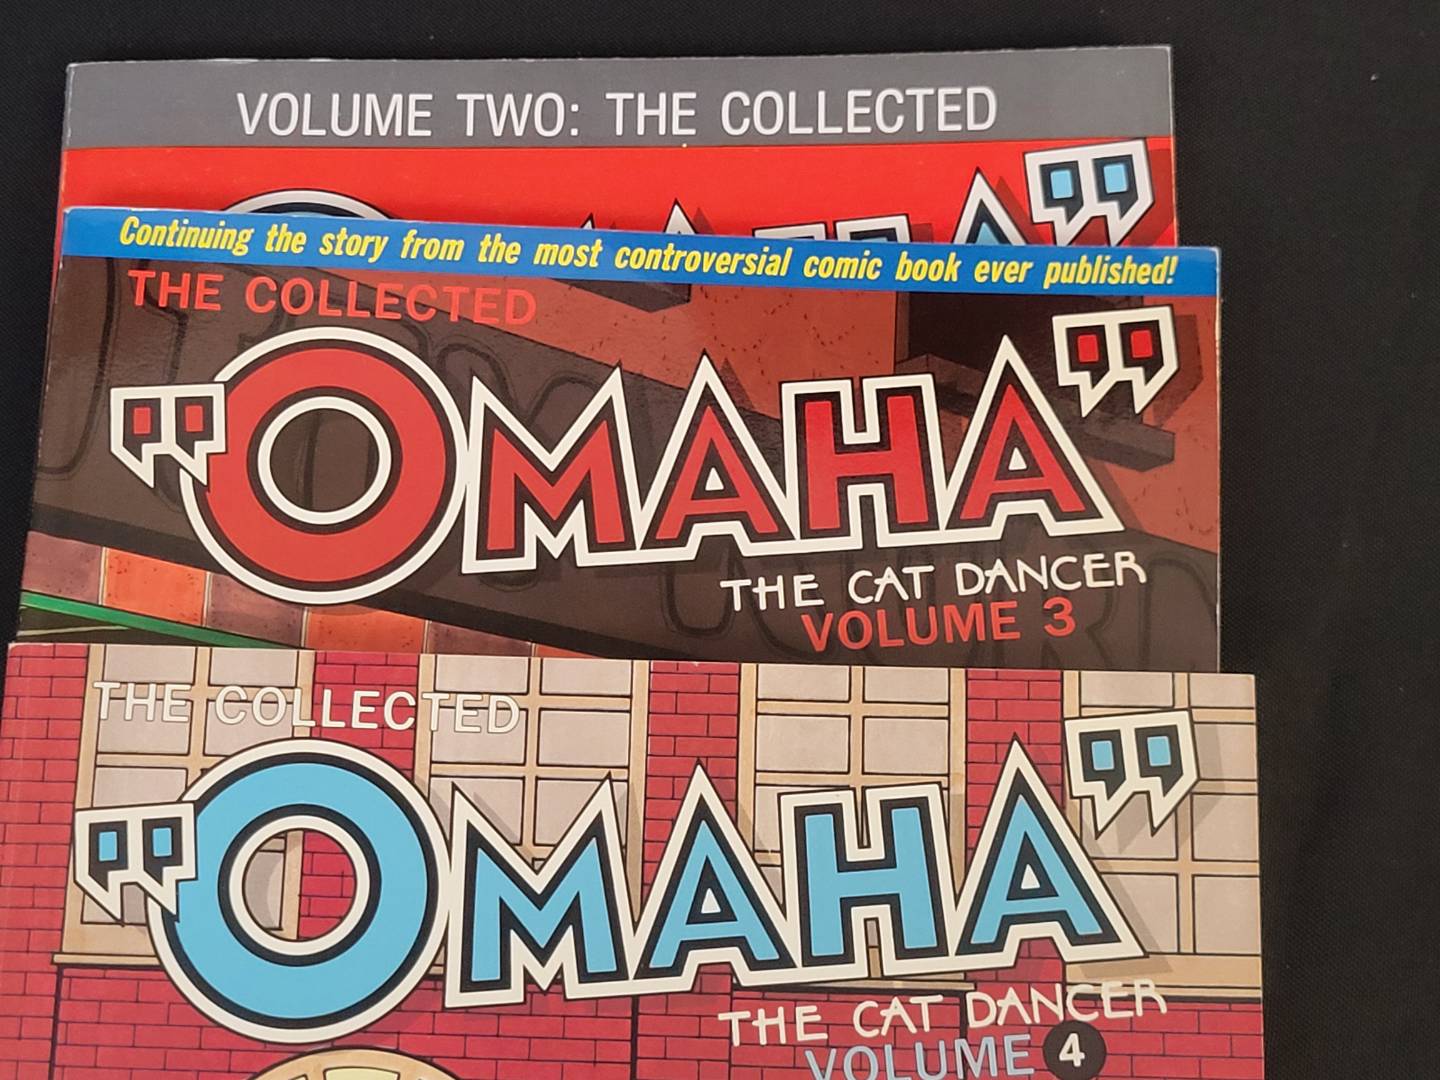 VOLUME TWO: THE COLLECTED
Continuing the story from the most controversial comic book ever published!
THE COLLECTED
"OMAHA"
THE CAT DANCER
VOLUME 3
THE COLLECTED
"OMAHA"
THE CAT DANCER
VOLUME 4